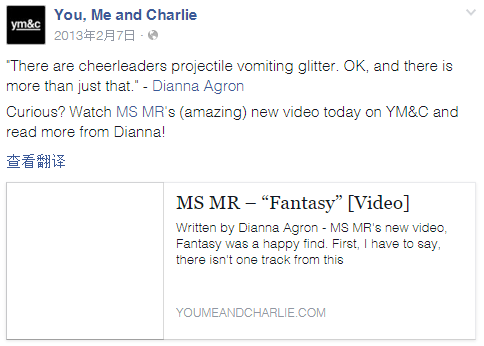 ym&c
You, Me and Charlie
2013年2月7日 ·
"There are cheerleaders projectile vomiting glitter. OK, and there is
more than just that." - Dianna Agron
Curious? Watch MS MR's (amazing) new video today on YM&C and
read more from Dianna!
查看翻译
MS MR – “Fantasy” [Video]
Written by Dianna Agron - MS MR's new video,
Fantasy was a happy find. First, I have to say,
there isn't one track from this
YOUMEANDCHARLIE.COM